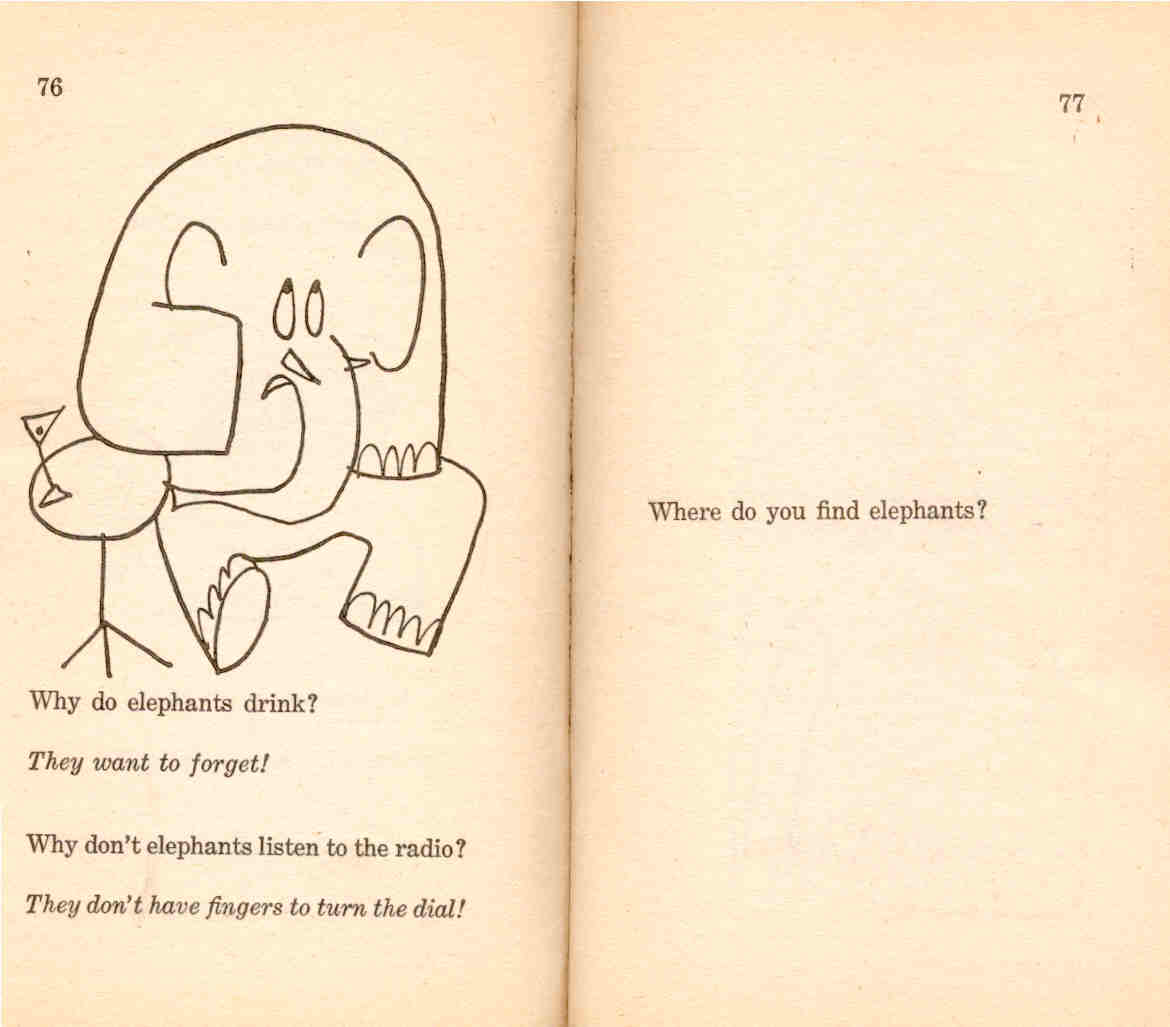 76
Why do elephants drink?
They want to forget!
Why don't elephants listen to the radio?
They don't have fingers to turn the dial!
77
Where do you find elephants?